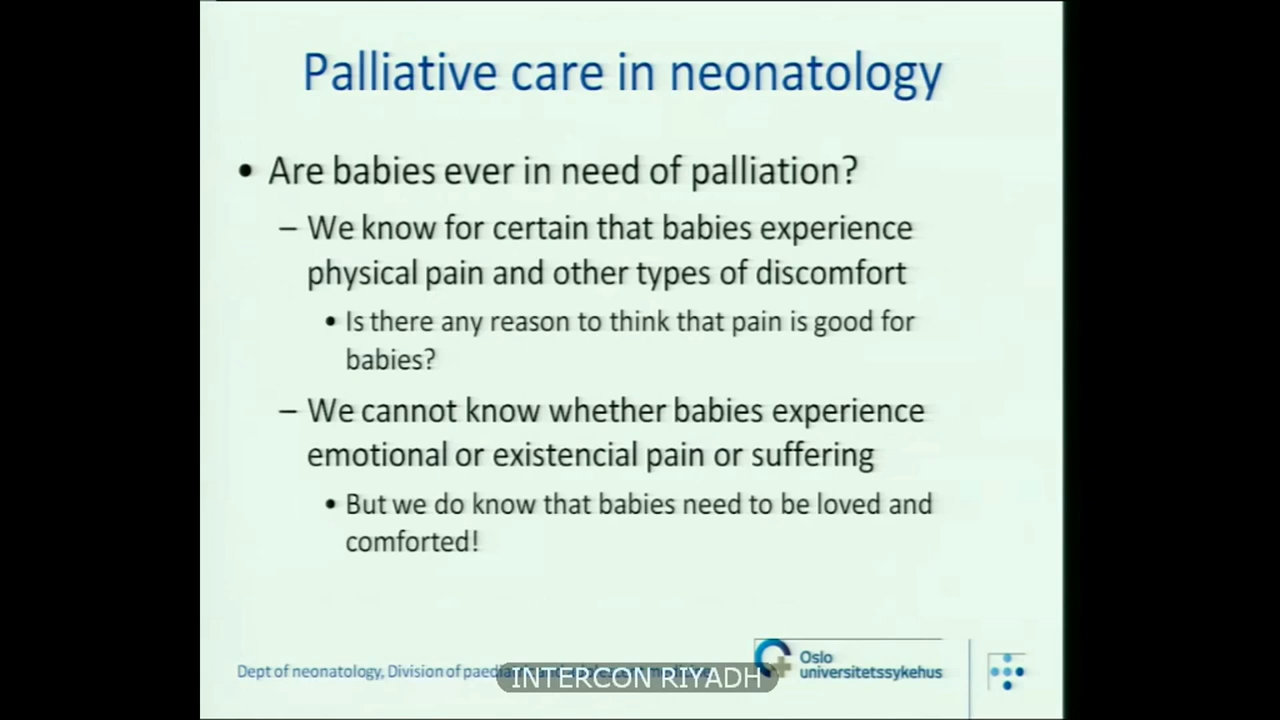 Palliative care in neonatology
• Are babies ever in need of palliation?
– We know for certain that babies experience
physical pain and other types of discomfort
• Is there any reason to think that pain is good for
babies?
– We cannot know whether babies experience
emotional or existencial pain or suffering
• But we do know that babies need to be loved and
comforted!
Dept of neonatology, Division of
INTERCON RIYADH
Oslo
universitetssykehus